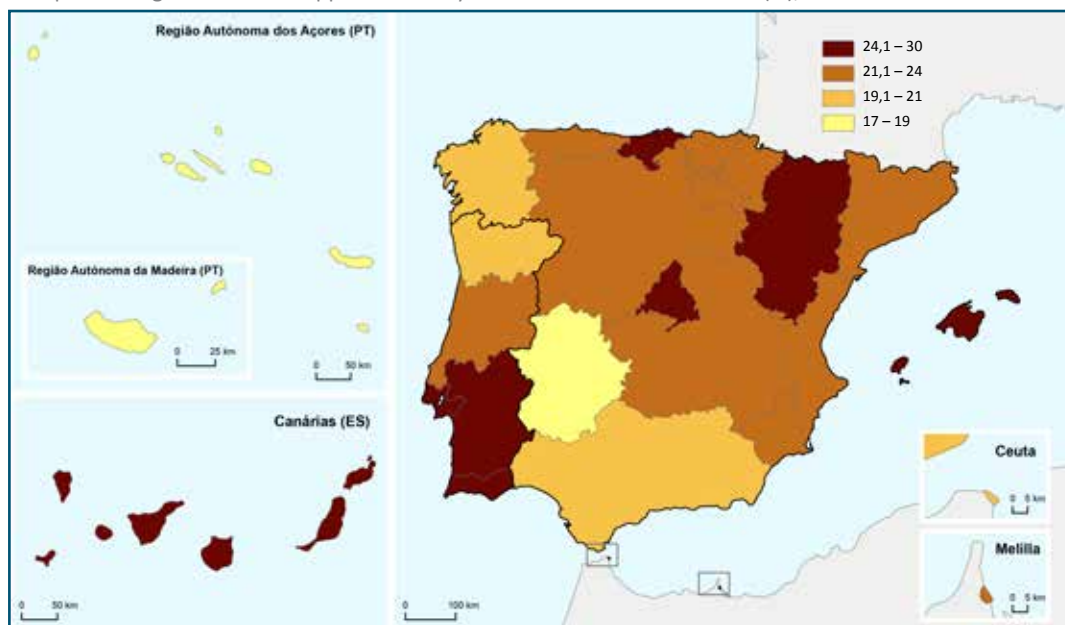 Região Autónoma dos Açores (PT)
24,1 – 30
21,1 – 24
19,1 – 21
17 – 19
Região Autónoma da Madeira (PT)
0 25 km
0 50 km
Canárias (ES)
0 50 km
0 100 km
Ceuta
0 5 km
Melilla
0 5 km